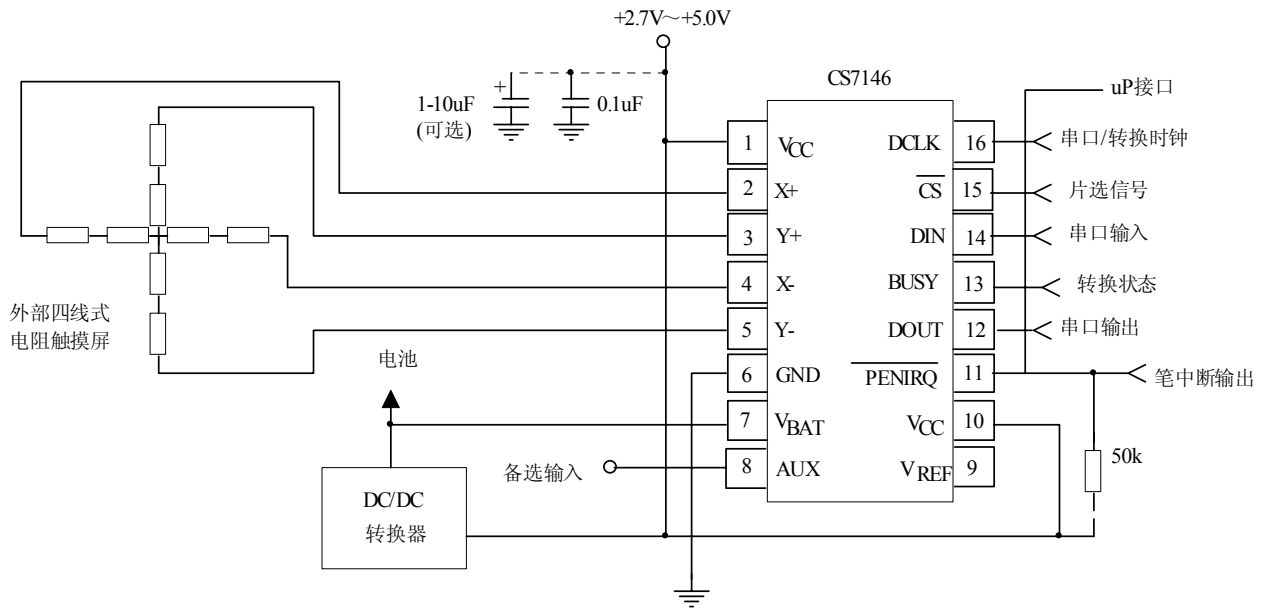 +2.7V～+5.0V
CS7146
uP接口
1-10uF
(可选)
+
0.1uF
1
VCC
DCLK
16
串口/转换时钟
2
X+
CS
15
片选信号
3
Y+
DIN
14
串口输入
4
X-
BUSY
13
转换状态
5
Y-
DOUT
12
串口输出
6
GND
PENIRQ
11
笔中断输出
7
VBAT
VCC
10
8
AUX
VREF
9
50k
外部四线式
电阻触摸屏
电池
备选输入
DC/DC
转换器